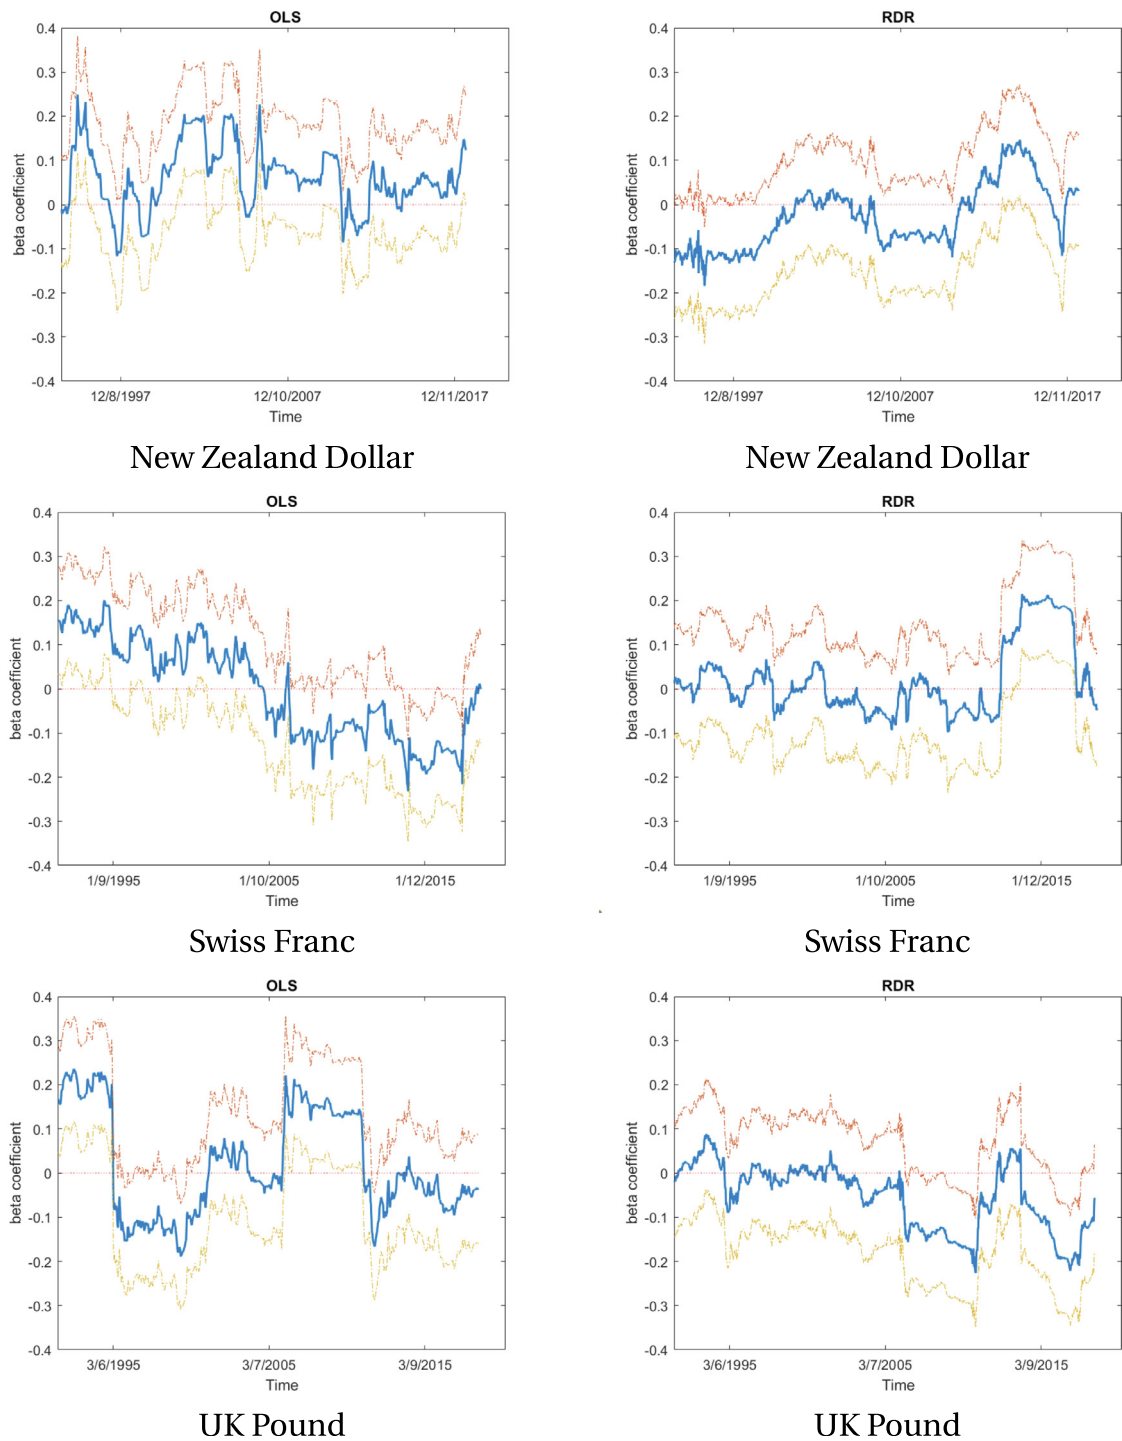 OLS
0.4
0.3
0.2
0.1
0
-0.1
-0.2
-0.3
-0.4
beta coefficient
12/8/1997 12/10/2007 12/11/2017
Time
New Zealand Dollar
RDR
0.4
0.3
0.2
0.1
0
-0.1
-0.2
-0.3
-0.4
beta coefficient
12/8/1997 12/10/2007 12/11/2017
Time
New Zealand Dollar
OLS
0.4
0.3
0.2
0.1
0
-0.1
-0.2
-0.3
-0.4
beta coefficient
1/9/1995 1/10/2005 1/12/2015
Time
Swiss Franc
RDR
0.4
0.3
0.2
0.1
0
-0.1
-0.2
-0.3
-0.4
beta coefficient
1/9/1995 1/10/2005 1/12/2015
Time
Swiss Franc
OLS
0.4
0.3
0.2
0.1
0
-0.1
-0.2
-0.3
-0.4
beta coefficient
3/6/1995 3/7/2005 3/9/2015
Time
UK Pound
RDR
0.4
0.3
0.2
0.1
0
-0.1
-0.2
-0.3
-0.4
beta coefficient
3/6/1995 3/7/2005 3/9/2015
Time
UK Pound